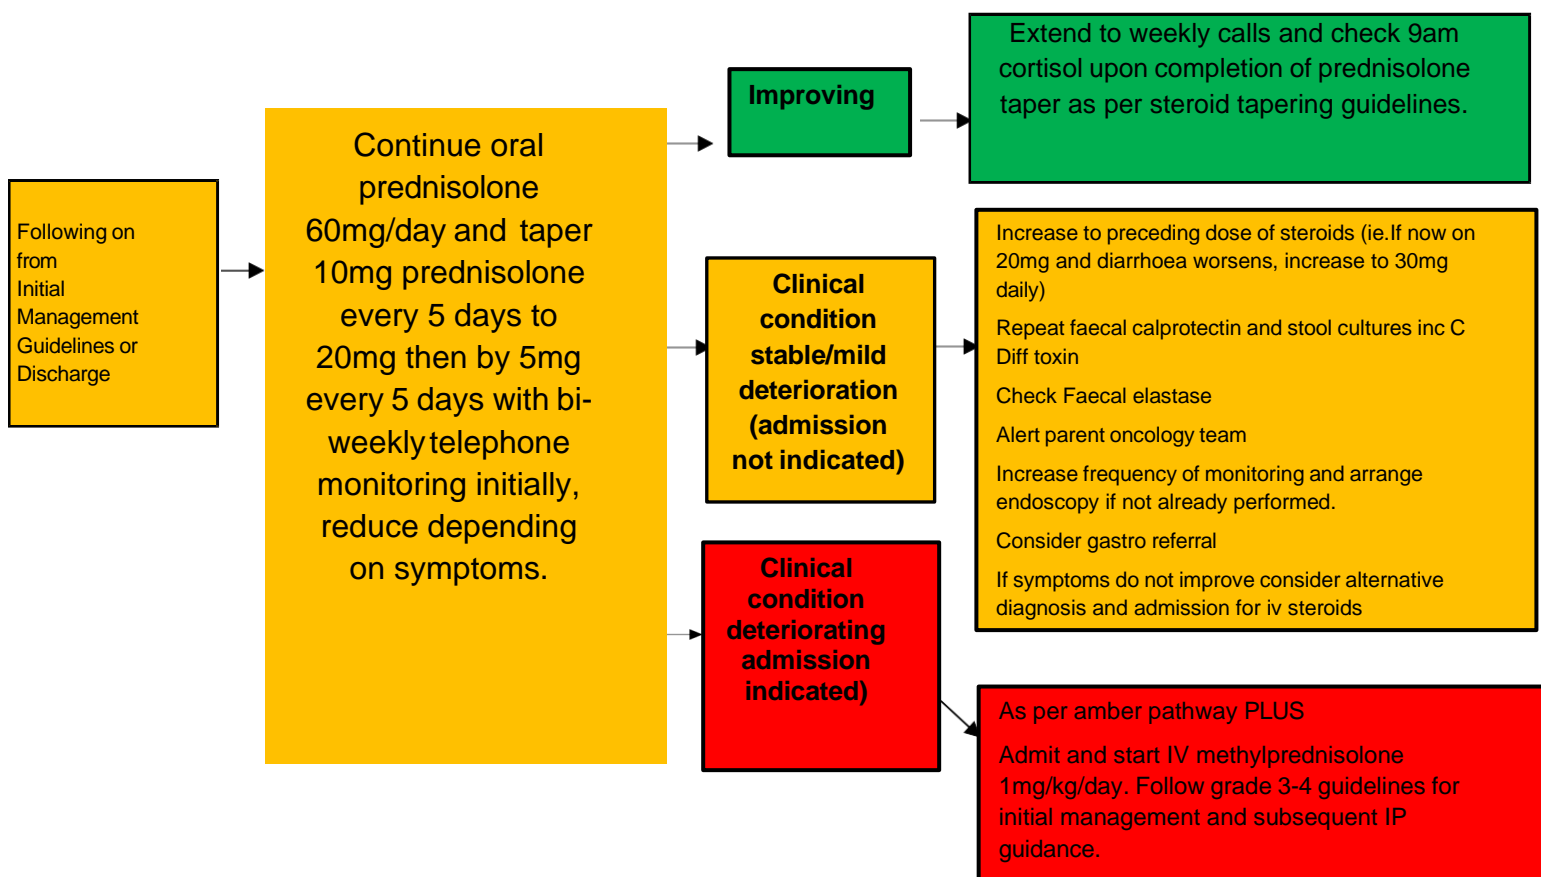 Following on
from
Initial
Management
Guidelines or
Discharge
Continue oral
prednisolone
60mg/day and taper
10mg prednisolone
every 5 days to
20mg then by 5mg
every 5 days with bi-
weekly telephone
monitoring initially,
reduce depending
on symptoms.
Improving
Extend to weekly calls and check 9am
cortisol upon completion of prednisolone
taper as per steroid tapering guidelines.
Clinical
condition
stable/mild
deterioration
(admission
not indicated)
Increase to preceding dose of steroids (ie.If now on
20mg and diarrhoea worsens, increase to 30mg
daily)
Repeat faecal calprotectin and stool cultures inc C
Diff toxin
Check Faecal elastase
Alert parent oncology team
Increase frequency of monitoring and arrange
endoscopy if not already performed.
Consider gastro referral
If symptoms do not improve consider alternative
diagnosis and admission for iv steroids
Clinical
condition
deteriorating
admission
indicated)
As per amber pathway PLUS
Admit and start IV methylprednisolone
1mg/kg/day. Follow grade 3-4 guidelines for
initial management and subsequent IP
guidance.